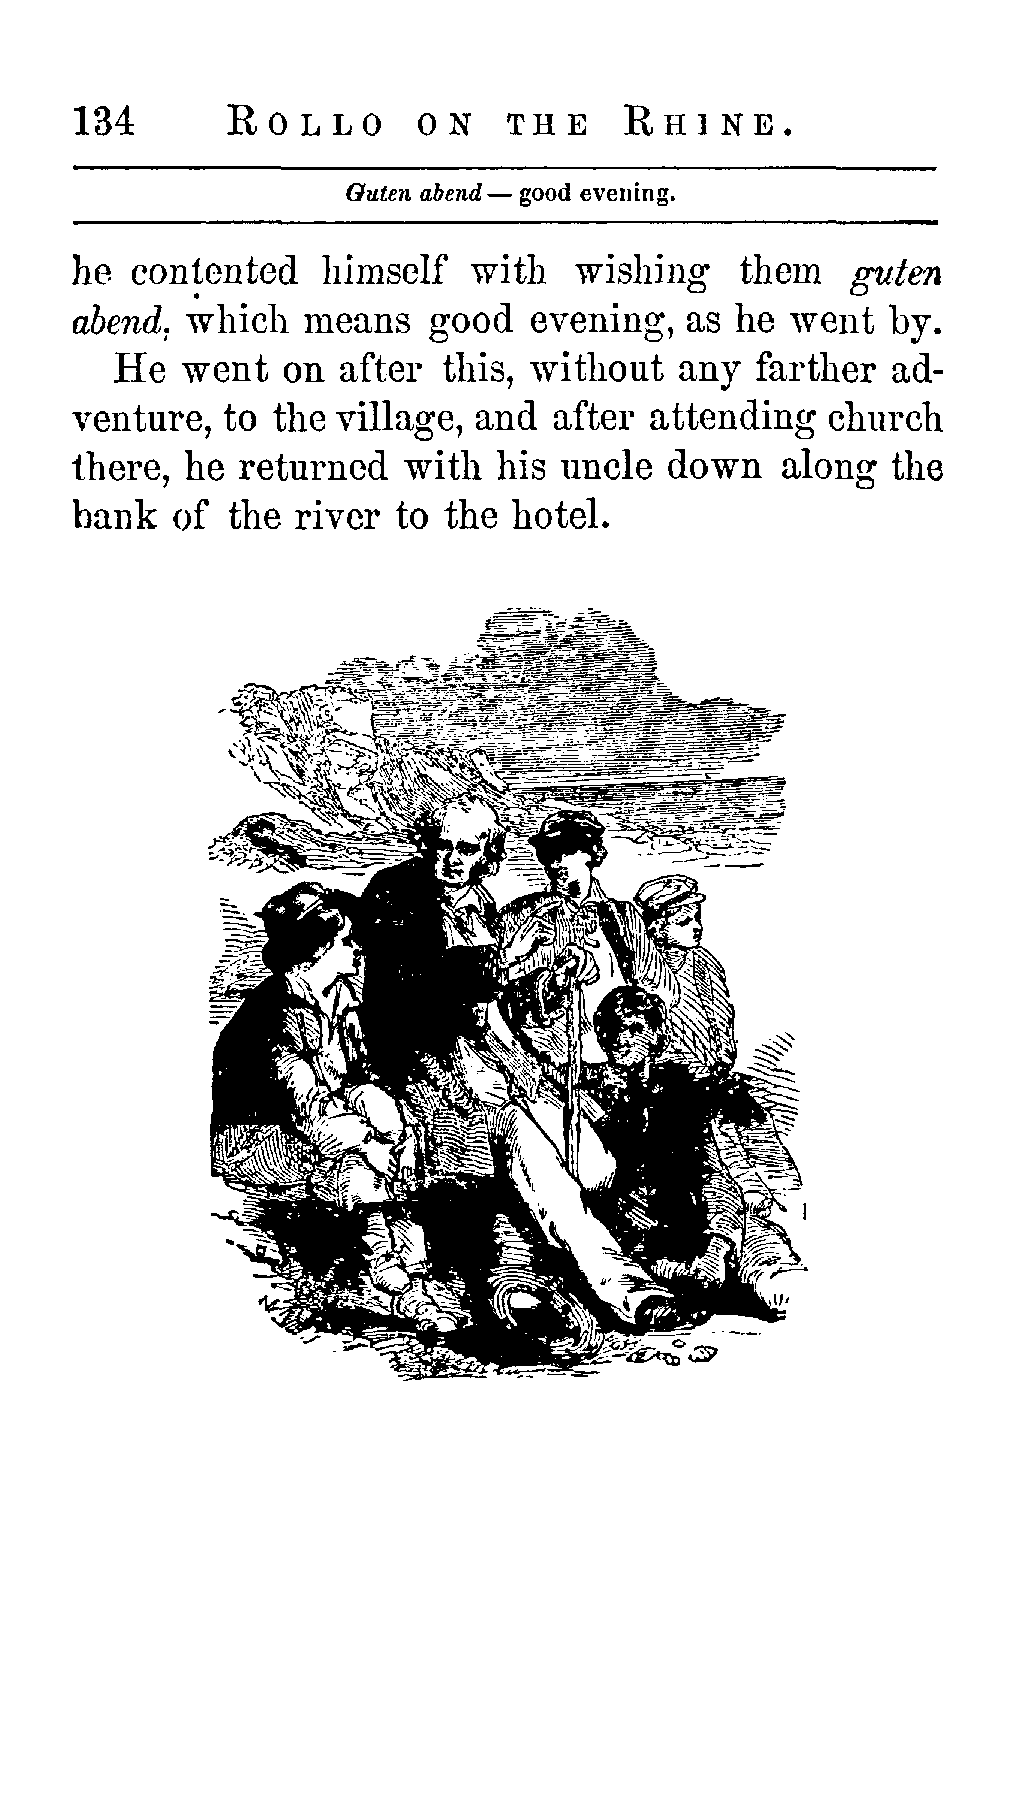 134 ROLLO ON THE RHINE.
Guten abend — good evening.
he contented himself with wishing them guten
abend, which means good evening, as he went by.
He went on after this, without any farther ad-
venture, to the village, and after attending church
there, he returned with his uncle down along the
bank of the river to the hotel.